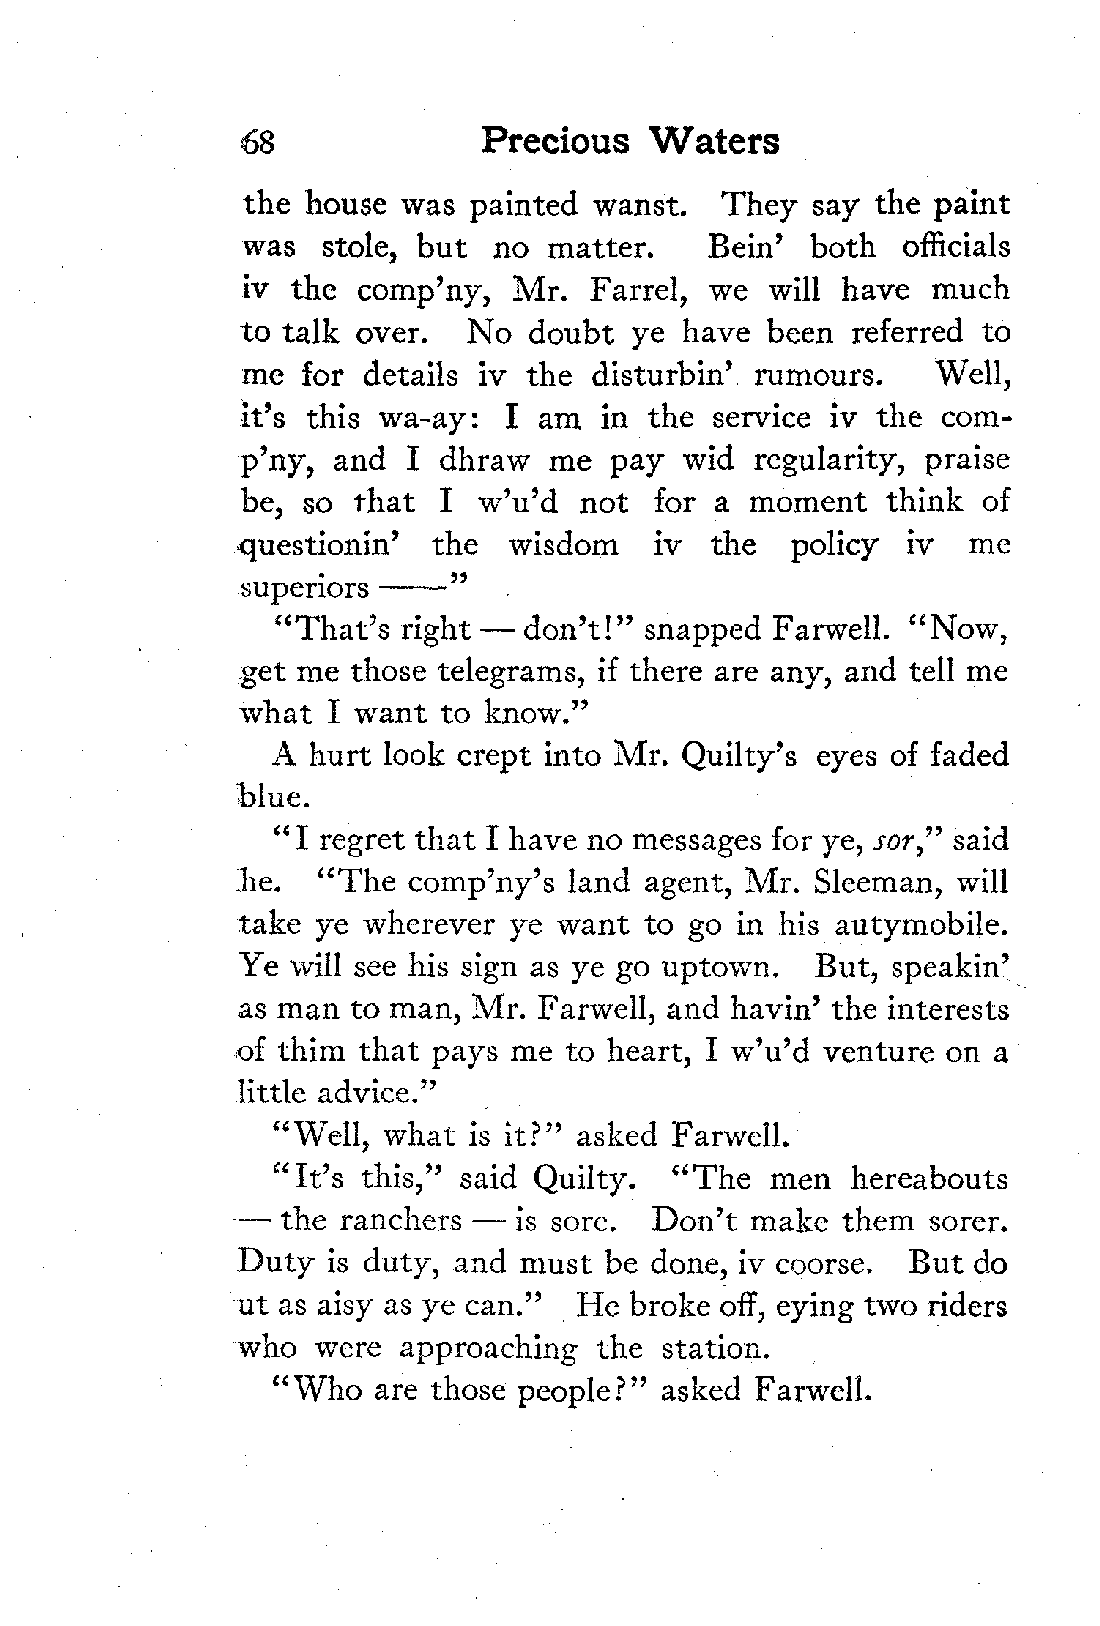 68 Precious Waters
the house was painted wanst. They say the paint
was stole, but no matter. Bein' both officials
iv the comp'ny, Mr. Farrel, we will have much
to talk over. No doubt ye have been referred to
me for details iv the disturbin' rumours. Well,
it's this wa-ay: I am in the service iv the com-
p'ny, and I dhraw me pay wid regularity, praise
be, so that I w'u'd not for a moment think of
questionin' the wisdom iv the policy iv me
superiors ——"
"That's right — don't!" snapped Farwell. "Now,
get me those telegrams, if there are any, and tell me
what I want to know."
A hurt look crept into Mr. Quilty's eyes of faded
blue.
"I regret that I have no messages for ye, sor," said
he. "The comp'ny's land agent, Mr. Sleeman, will
take ye wherever ye want to go in his autymobile.
Ye will see his sign as ye go uptown. But, speakin'
as man to man, Mr. Farwell, and havin' the interests
of thim that pays me to heart, I w'u'd venture on a
little advice."
"Well, what is it?" asked Farwell.
"It's this," said Quilty. "The men hereabouts
— the ranchers — is sore. Don't make them sorer.
Duty is duty, and must be done, iv coorse. But do
ut as aisy as ye can." He broke off, eying two riders
who were approaching the station.
"Who are those people?" asked Farwell.